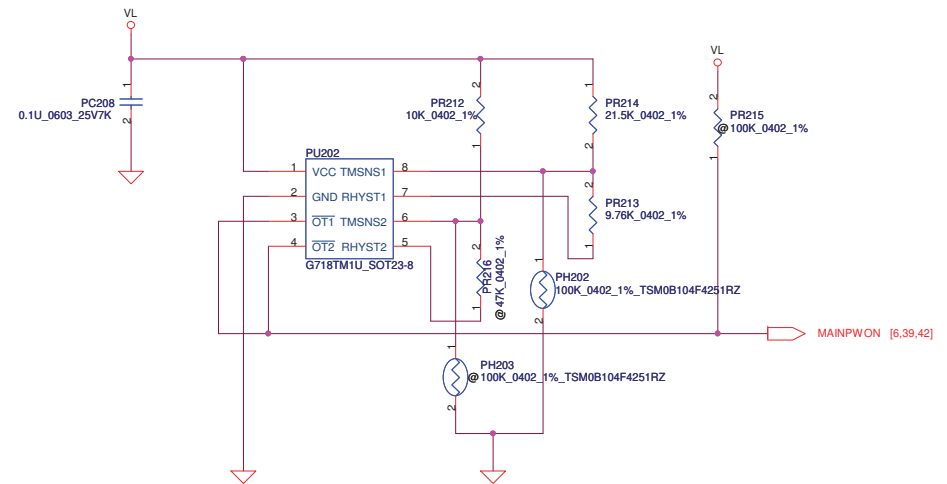 VL
VL
1
PC208
0.1U_0603_25V7K
2
2
PR212
10K_0402_1%
1
1
PR214
21.5K_0402_1%
2
2
PR215
@100K_0402_1%
1
PU202
1 VCC TMSNS1 8
2 GND RHYST1 7
3 OT1 TMSNS2 6
4 OT2 RHYST2 5
G718TM1U_SOT23-8
2
PR213
9.76K_0402_1%
1
2
PR216
@47K_0402_1%
1
1
PH202
100K_0402_1%_TSM0B104F4251RZ
2
MAINPWON [6,39,42]
1
PH203
@100K_0402_1%_TSM0B104F4251RZ
2